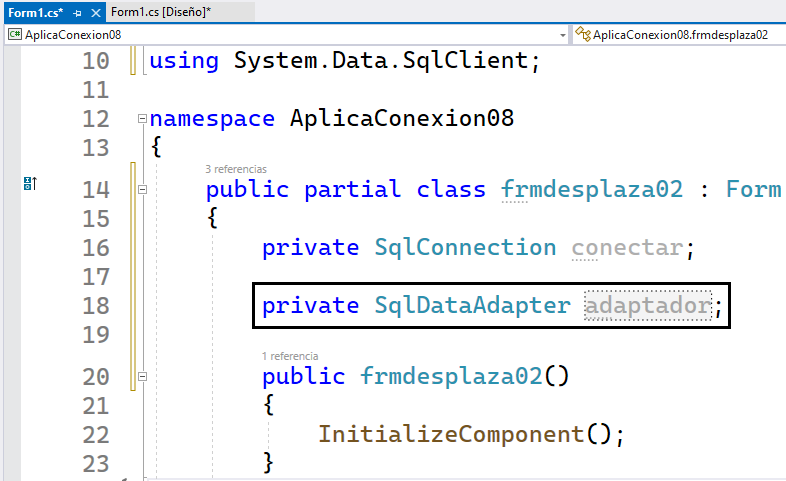 Form1.cs* Form1.cs [Diseño]*
AplicaConexion08 AplicaConexion08.frmdesplaza02
10 using System.Data.SqlClient;
11
12 namespace AplicaConexion08
13 {
3 referencias
14 public partial class frmdesplaza02 : Form
15 {
16 private SqlConnection conectar;
17
18 private SqlDataAdapter adaptador;
19
1 referencia
20 public frmdesplaza02()
21 {
22 InitializeComponent();
23 }